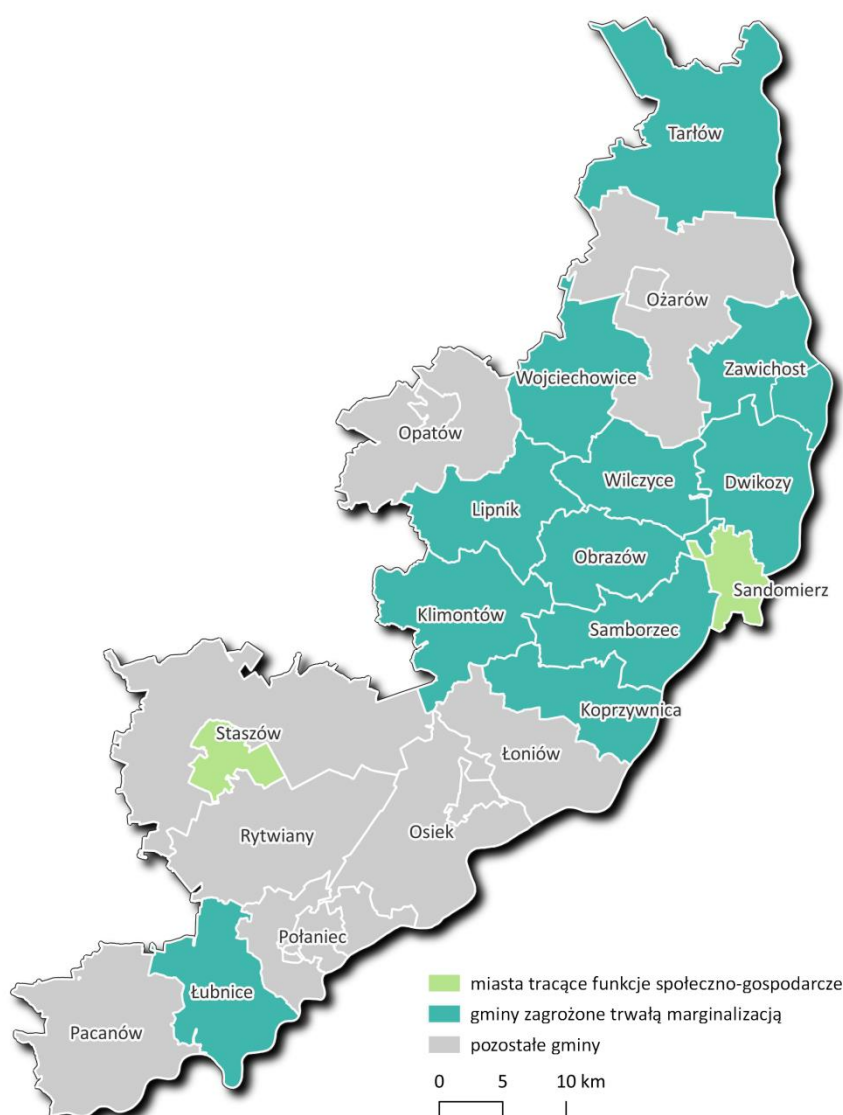 Tarłów
Ożarów
Zawichost
Wojciechowice
Opatów
Wilczyce
Dwikozy
Lipnik
Obrazów
Sandomierz
Klimontów
Samborzec
Koprzywnica
Staszów
Łoniów
Rytwiany
Osiek
Połaniec
Łubnice
Pacanów
miasta tracące funkcje społeczno-gospodarcze
gminy zagrożone trwałą marginalizacją
pozostałe gminy
0 5 10 km